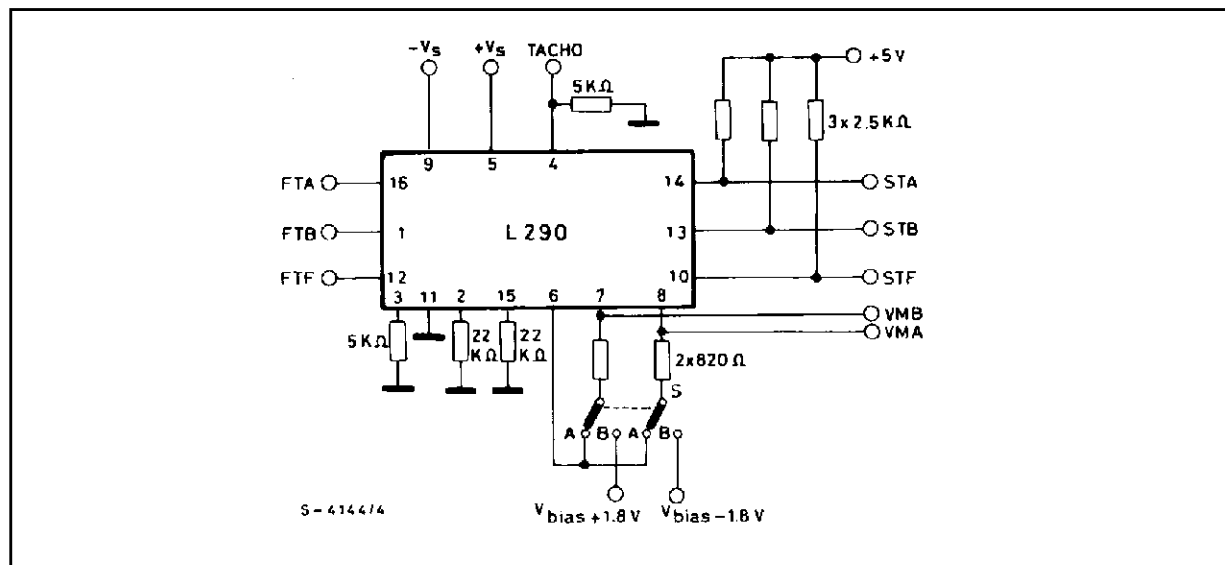 -Vs
+Vs
TACHO
+5V
5KΩ
3x2.5KΩ
9
5
4
FTA
16
14
STA
FTB
1
L290
13
STB
FTF
12
10
STF
3
11
2
15
6
7
8
VMB
VMA
5KΩ
22
KΩ
22
KΩ
2x820Ω
S
A
B
A
B
S-4144/4
Vbias+1.8V
Vbias-1.8V